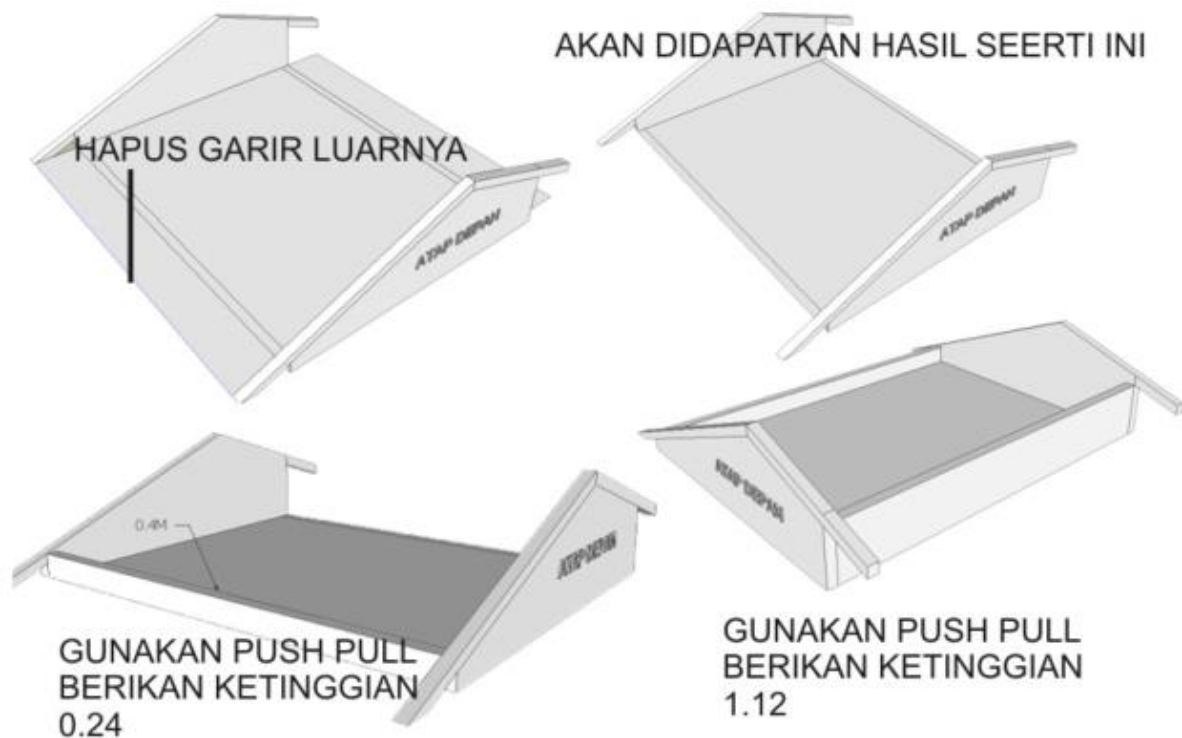 AKAN DIDAPATKAN HASIL SEERTI INI
HAPUS GARIR LUARNYA
ATAP DEPAN
ATAP DEPAN
0.4M
ATAP DEPAN
GUNAKAN PUSH PULL
BERIKAN KETINGGIAN
0.24
ATAP DEPAN
GUNAKAN PUSH PULL
BERIKAN KETINGGIAN
1.12